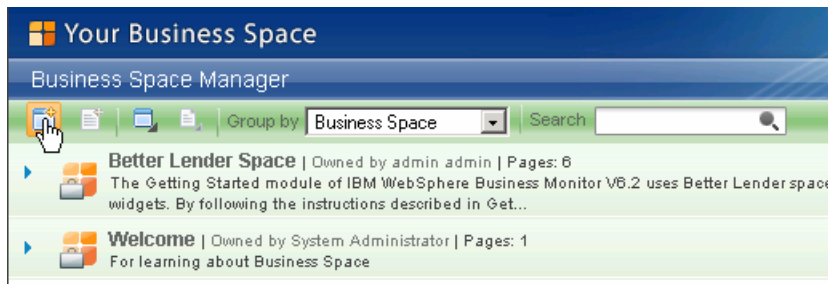 Your Business Space
Business Space Manager
Group by Business Space Search
Better Lender Space | Owned by admin admin | Pages: 6
The Getting Started module of IBM WebSphere Business Monitor V6.2 uses Better Lender space
widgets. By following the instructions described in Get...
Welcome | Owned by System Administrator | Pages: 1
For learning about Business Space